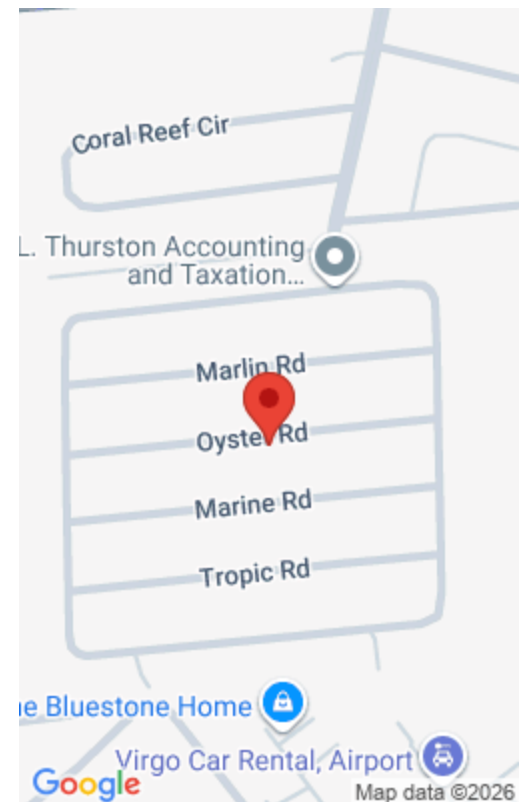 Coral Reef Cir
L. Thurston Accounting
and Taxation...
Marlin Rd
Oyster Rd
Marine Rd
Tropic Rd
ne Bluestone Home
Virgo Car Rental, Airport
Google
Map data ©2026